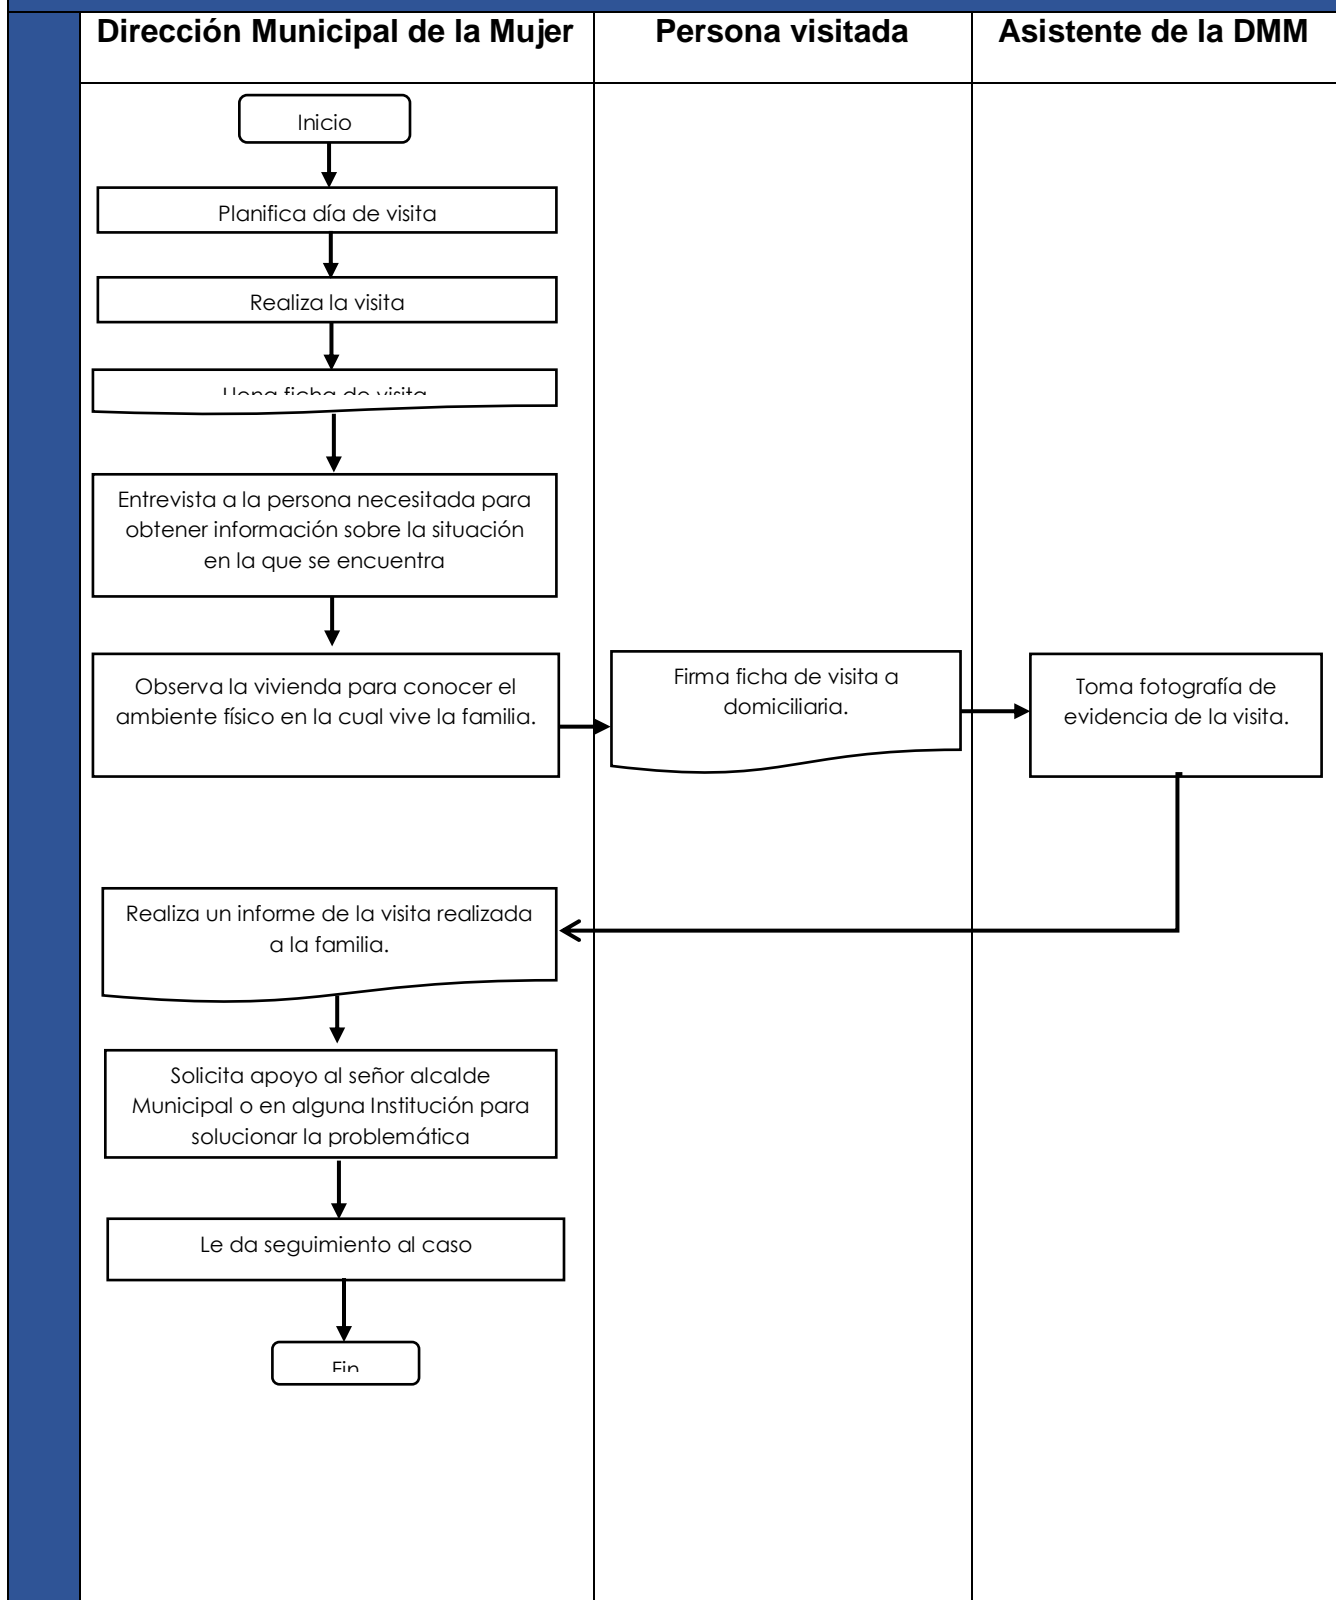 Dirección Municipal de la Mujer
Persona visitada
Asistente de la DMM
Inicio
Planifica día de visita
Realiza la visita
ficha de visita
Entrevista a la persona necesitada para
obtener información sobre la situación
en la que se encuentra
Observa la vivienda para conocer el
ambiente físico en la cual vive la familia.
Firma ficha de visita a
domiciliaria.
Toma fotografía de
evidencia de la visita.
Realiza un informe de la visita realizada
a la familia.
Solicita apoyo al señor alcalde
Municipal o en alguna Institución para
solucionar la problemática
Le da seguimiento al caso
Fin